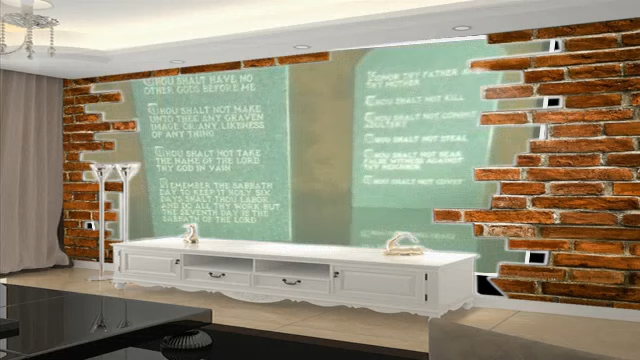 THOU SHALT HAVE NO
OTHER GODS BEFORE ME
THOU SHALT NOT MAKE
UNTO THEE ANY GRAVEN
IMAGE OR ANY LIKENESS
OF ANY THING
THOU SHALT NOT TAKE
THE NAME OF THE LORD
THY GOD IN VAIN
REMEMBER THE SABBATH
DAY TO KEEP IT HOLY SIX
DAYS SHALT THOU LABOR
AND DO ALL THY WORK BUT
THE SEVENTH DAY IS THE
SABBATH OF THE LORD
HONOR THY FATHER
THY MOTHER
THOU SHALT NOT KILL
THOU SHALT NOT COMMIT
ADULTERY
THOU SHALT NOT STEAL
THOU SHALT NOT BEAR
FALSE WITNESS AGAINST
THY NEIGHBOR
THOU SHALT NOT COVET